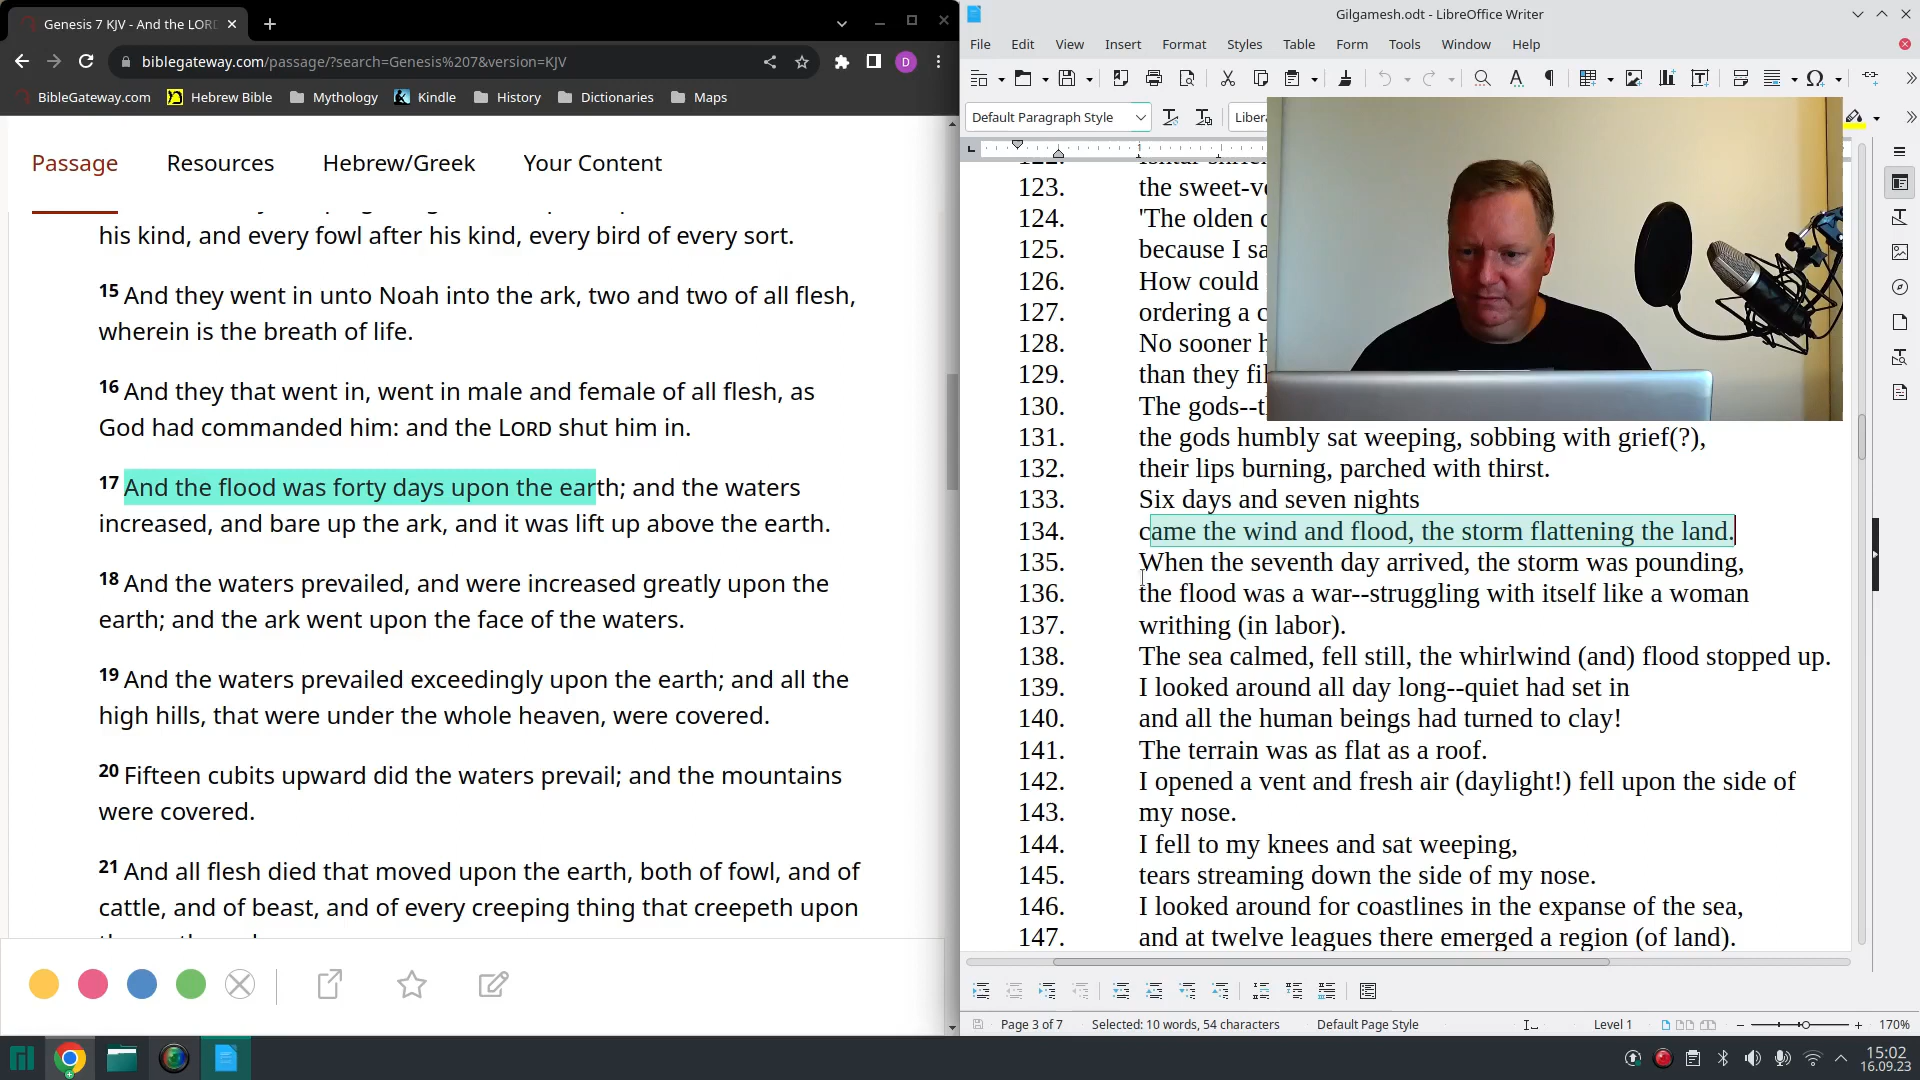 Genesis 7 KJV - And the LOR
biblegateway.com/passage/?search=Genesis%207&version=KJV
D
BibleGateway.com Hebrew Bible Mythology Kindle History Dictionaries Maps
Passage Resources Hebrew/Greek Your Content
his kind, and every fowl after his kind, every bird of every sort.
15 And they went in unto Noah into the ark, two and two of all flesh,
wherein is the breath of life.
16 And they that went in, went in male and female of all flesh, as
God had commanded him: and the LORD shut him in.
17 And the flood was forty days upon the earth; and the waters
increased, and bare up the ark, and it was lift up above the earth.
18 And the waters prevailed, and were increased greatly upon the
earth; and the ark went upon the face of the waters.
19 And the waters prevailed exceedingly upon the earth; and all the
high hills, that were under the whole heaven, were covered.
20 Fifteen cubits upward did the waters prevail; and the mountains
were covered.
21 And all flesh died that moved upon the earth, both of fowl, and of
cattle, and of beast, and of every creeping thing that creepeth upon
Gilgamesh.odt - LibreOffice Writer
File Edit View Insert Format Styles Table Form Tools Window Help
Default Paragraph Style Libera
123. the sweet-v
124. 'The olden
125. because I sa
126. How could
127. ordering a c
128. No sooner h
129. than they fil
130. The gods--t
131. the gods humbly sat weeping, sobbing with grief(?),
132. their lips burning, parched with thirst.
133. Six days and seven nights
134. came the wind and flood, the storm flattening the land.
135. When the seventh day arrived, the storm was pounding,
136. the flood was a war--struggling with itself like a woman
137. writhing (in labor).
138. The sea calmed, fell still, the whirlwind (and) flood stopped up.
139. I looked around all day long--quiet had set in
140. and all the human beings had turned to clay!
141. The terrain was as flat as a roof.
142. I opened a vent and fresh air (daylight!) fell upon the side of
143. my nose.
144. I fell to my knees and sat weeping,
145. tears streaming down the side of my nose.
146. I looked around for coastlines in the expanse of the sea,
147. and at twelve leagues there emerged a region (of land).
Page 3 of 7 Selected: 10 words, 54 characters Default Page Style Level 1 170%
15:02
16.09.23